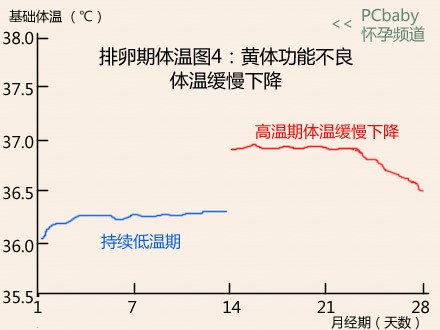 基础体温（℃）
<< PCbaby
怀孕频道
排卵期体温图4：黄体功能不良
体温缓慢下降
38.0
37.5
37.0
36.5
36.0
35.5
高温期体温缓慢下降
持续低温期
1 7 14 21 28
月经期（天数）